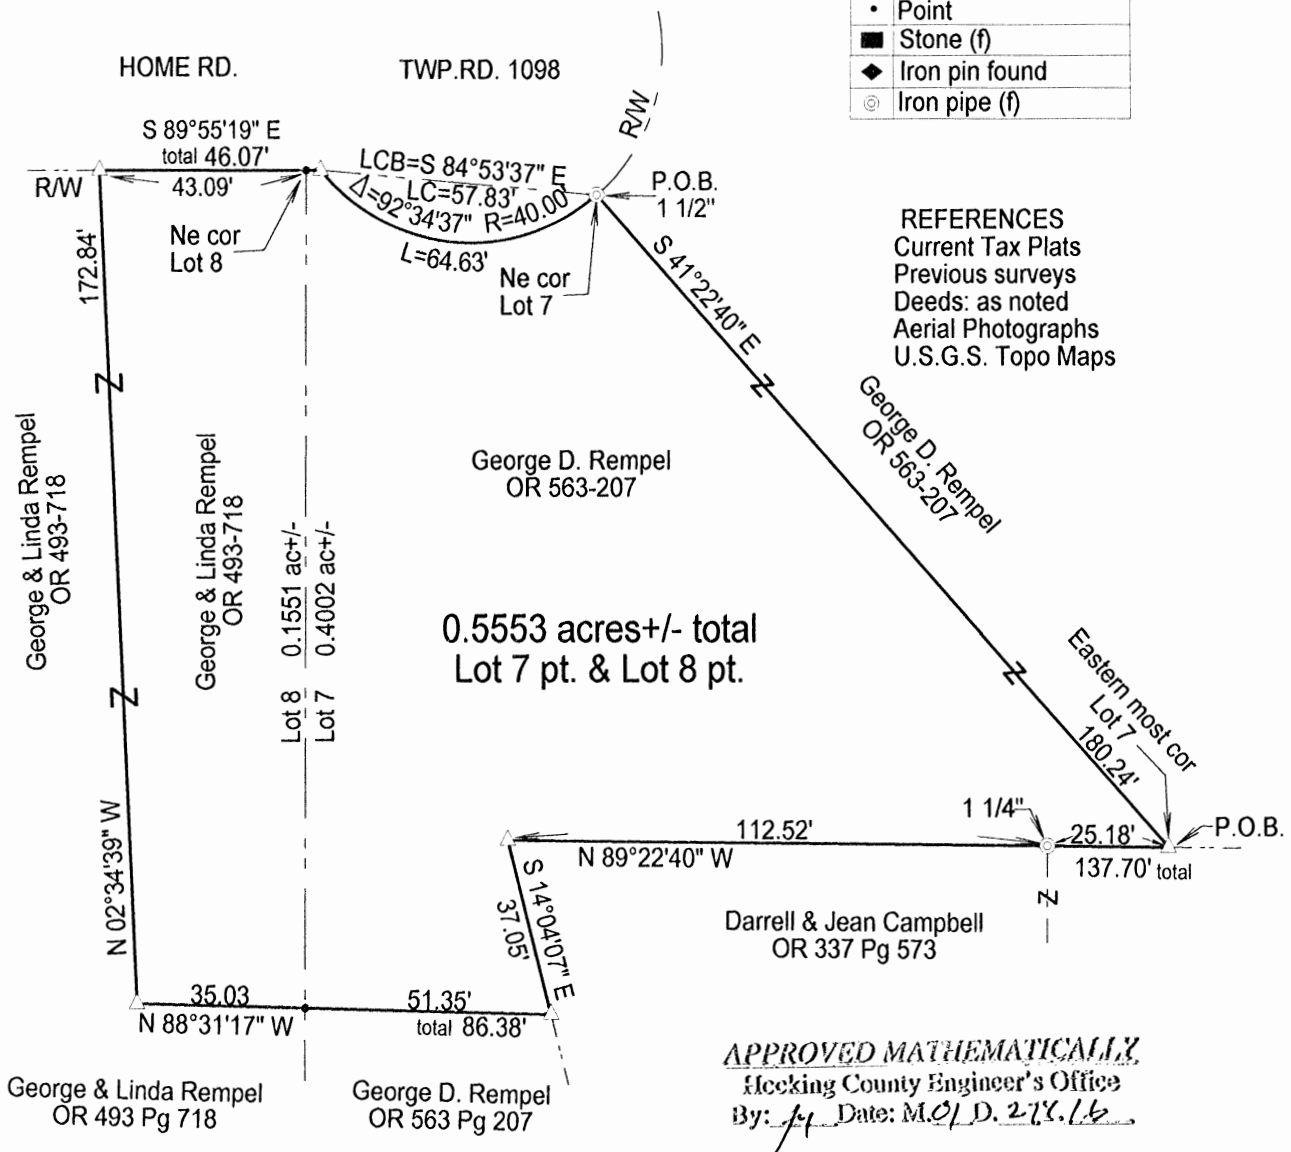 Point
Stone (f)
Iron pin found
Iron pipe (f)
HOME RD.
TWP.RD. 1098
R/W
S 89°55'19" E
total 46.07'
R/W
43.09'
LCB=S 84°53'37" E
LC=57.83'
Δ=92°34'37" R=40.00'
L=64.63'
P.O.B.
1 1/2"
Ne cor
Lot 8
Ne cor
Lot 7
172.84'
S 41°22'40" E
REFERENCES
Current Tax Plats
Previous surveys
Deeds: as noted
Aerial Photographs
U.S.G.S. Topo Maps
George D. Rempel
OR 563-207
George D. Rempel
OR 563-207
George & Linda Rempel
OR 493-718
George & Linda Rempel
OR 493-718
Lot 8 0.1551 ac+/-
Lot 7 0.4002 ac+/-
0.5553 acres+/- total
Lot 7 pt. & Lot 8 pt.
Eastern most cor
Lot 7
180.24'
N 02°34'39" W
1 1/4"
112.52'
25.18'
P.O.B.
N 89°22'40" W
137.70' total
S 14°04'07" E
37.05'
Darrell & Jean Campbell
OR 337 Pg 573
35.03
51.35'
N 88°31'17" W
total 86.38'
George & Linda Rempel
OR 493 Pg 718
George D. Rempel
OR 563 Pg 207
APPROVED MATHEMATICALLY
Hocking County Engineer's Office
By: Date: M.01 D.